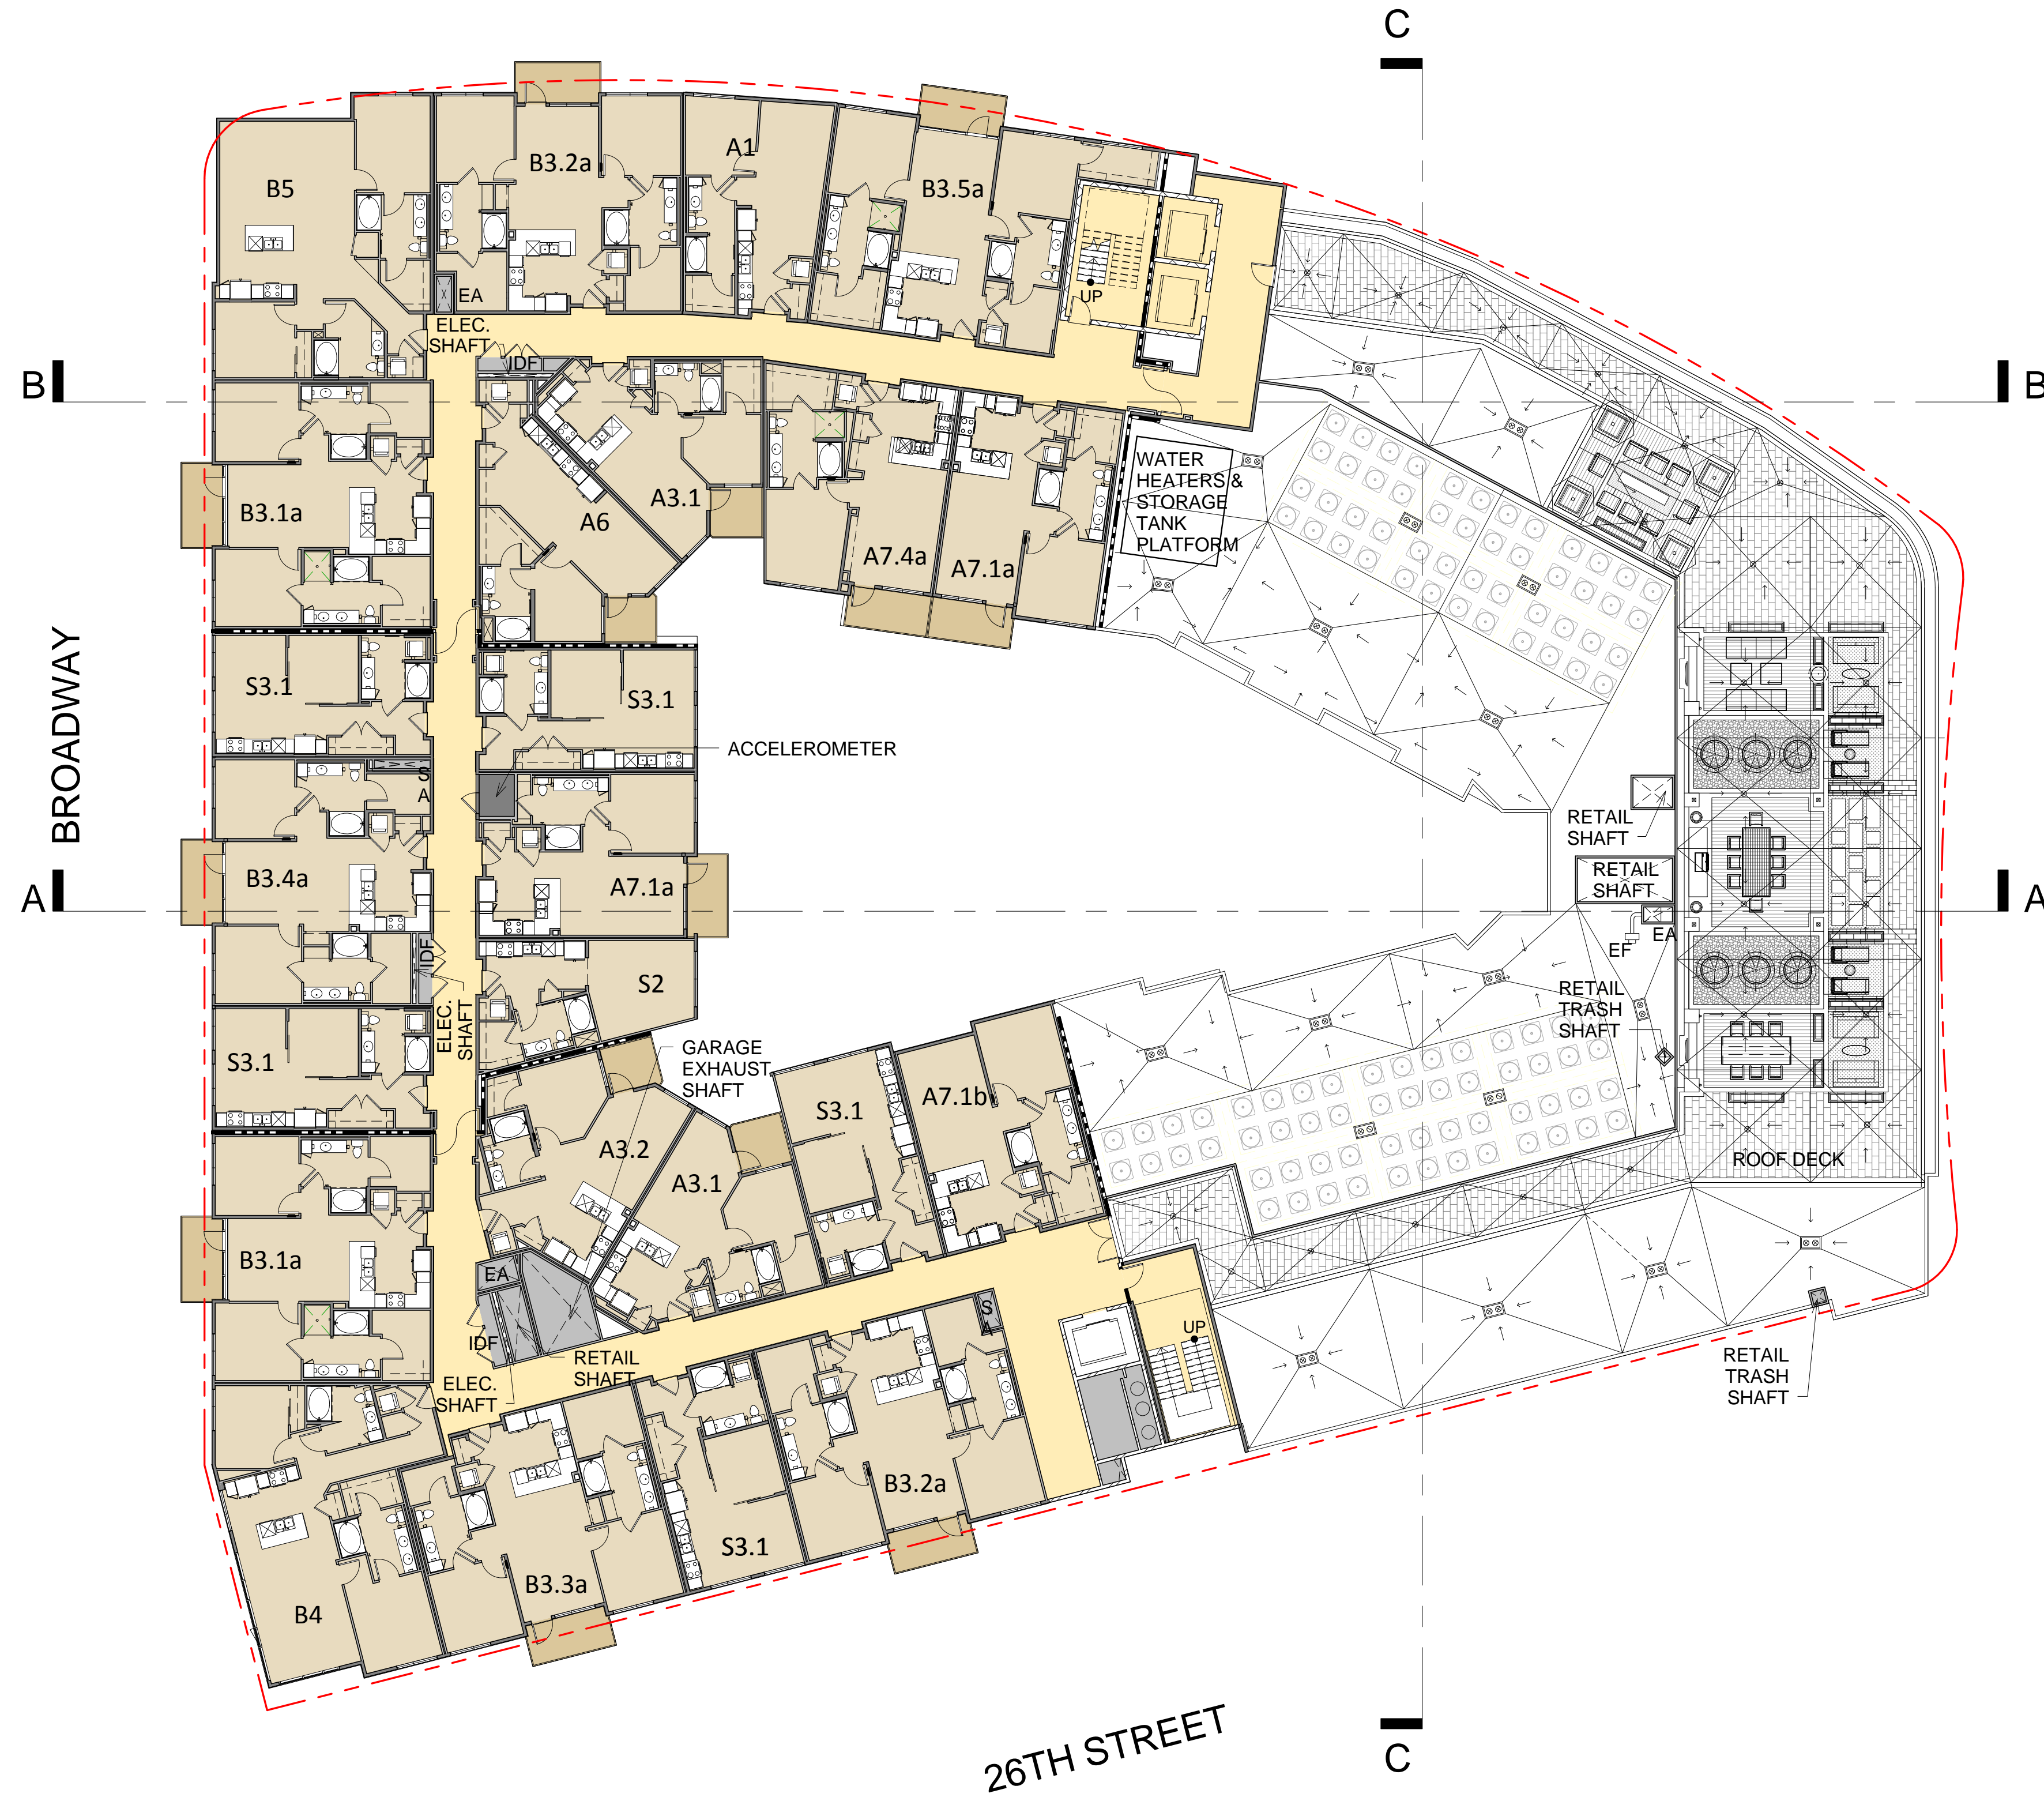 C
B5
B3.2a
A1
B3.5a
EA
UP
ELEC.
SHAFT
IDF
B
B
B3.1a
A6
A3.1
A7.4a
A7.1a
WATER
HEATERS &
STORAGE
TANK
PLATFORM
BROADWAY
S3.1
S3.1
ACCELEROMETER
S
A
B3.4a
A7.1a
RETAIL
SHAFT
RETAIL
SHAFT
A
A
IDF
EF
EA
S2
ELEC.
SHAFT
RETAIL
TRASH
SHAFT
S3.1
GARAGE
EXHAUST
SHAFT
S3.1
A7.1b
A3.2
A3.1
ROOF DECK
B3.1a
EA
IDF
S
A
UP
RETAIL
SHAFT
ELEC.
SHAFT
RETAIL
TRASH
SHAFT
B3.2a
S3.1
B3.3a
B4
26TH STREET
C